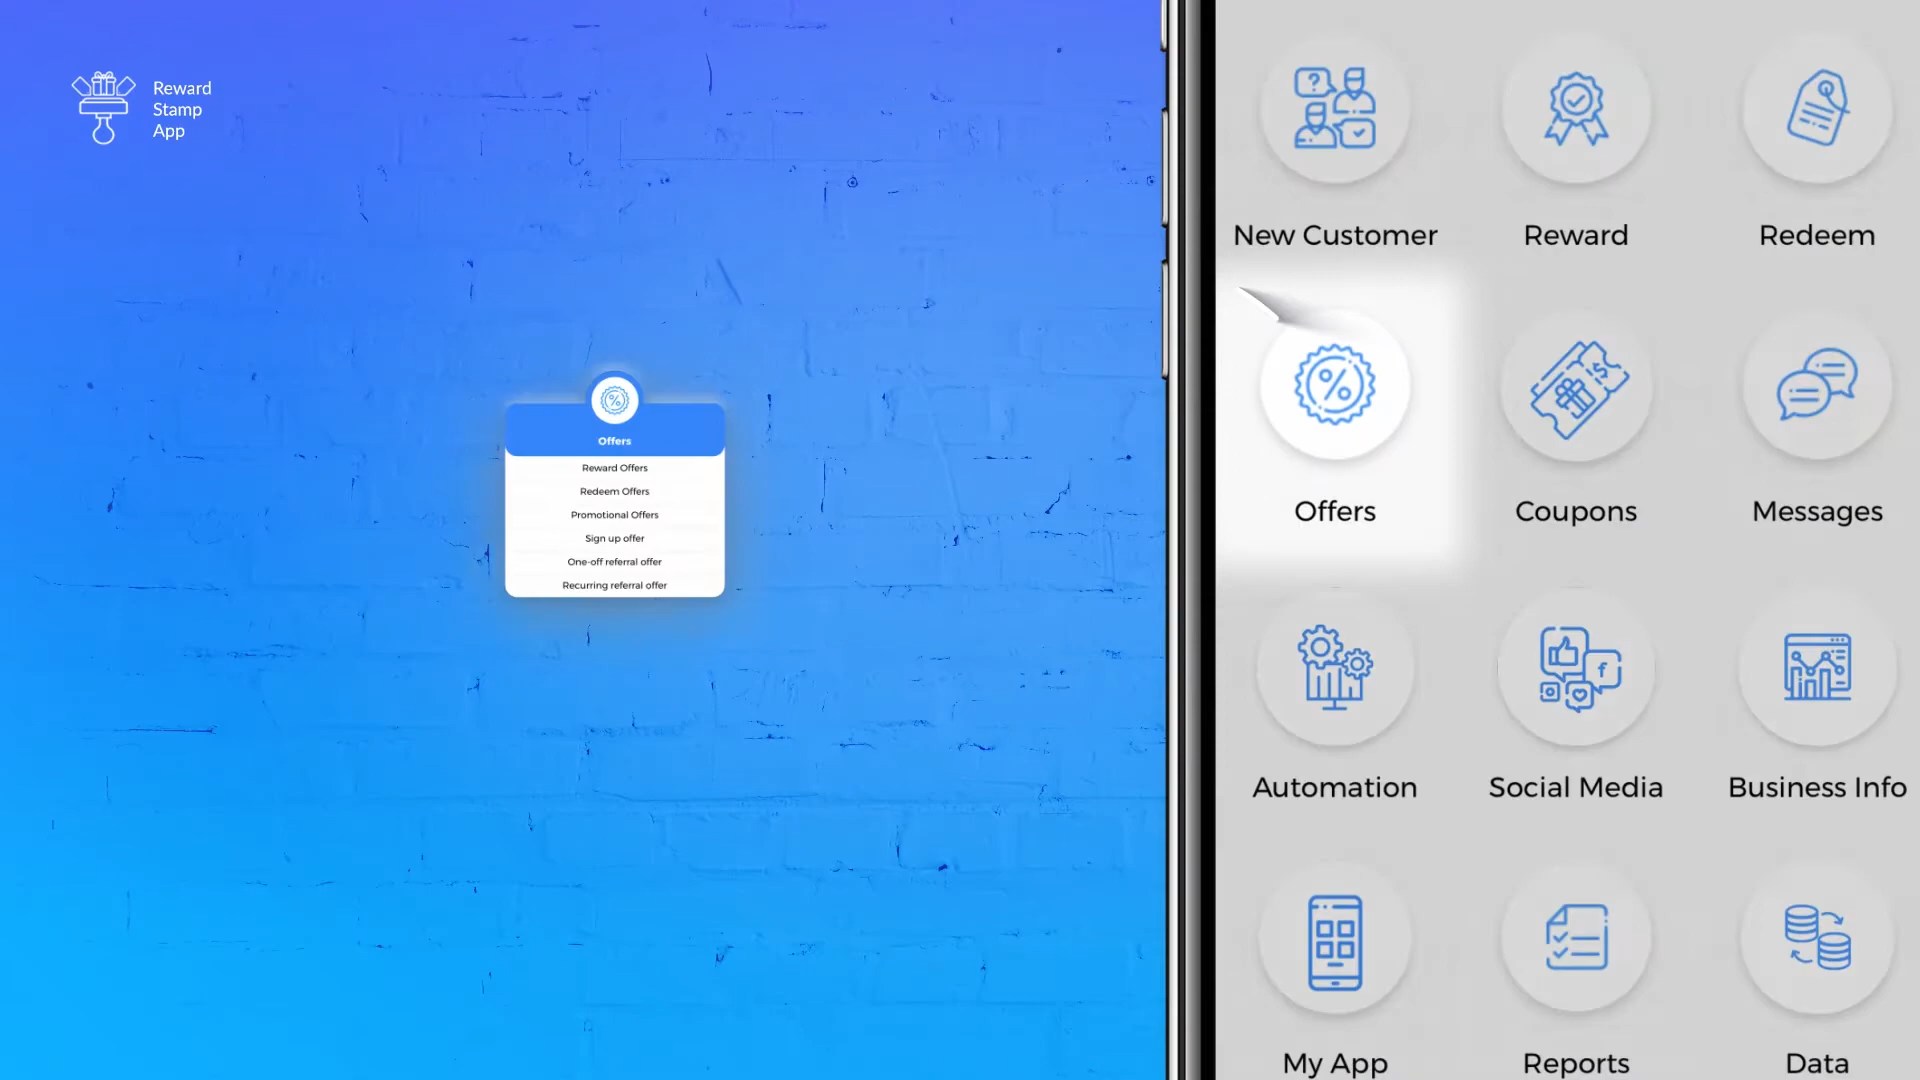 Reward
Stamp
App
Offers
Reward Offers
Redeem Offers
Promotional Offers
Sign up offer
One-off referral offer
Recurring referral offer
New Customer
Reward
Redeem
Offers
Coupons
Messages
Automation
Social Media
Business Info
My App
Reports
Data